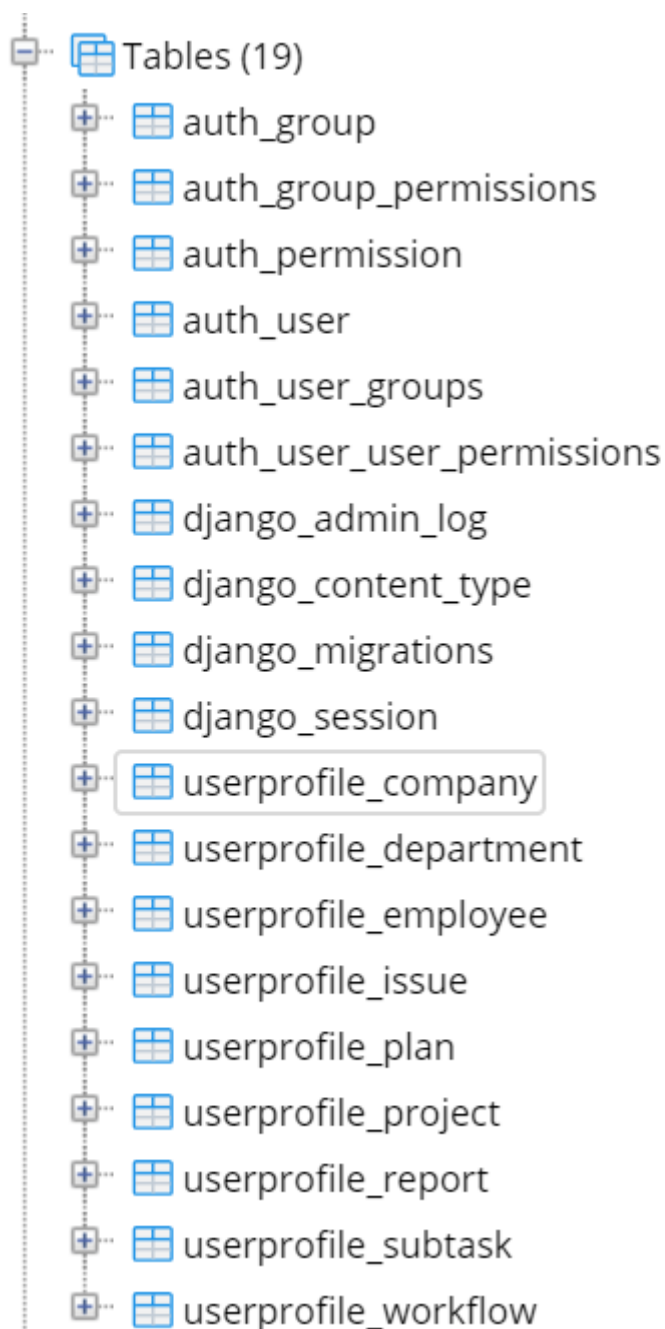 Tables (19)
auth_group
auth_group_permissions
auth_permission
auth_user
auth_user_groups
auth_user_user_permissions
django_admin_log
django_content_type
django_migrations
django_session
userprofile_company
userprofile_department
userprofile_employee
userprofile_issue
userprofile_plan
userprofile_project
userprofile_report
userprofile_subtask
userprofile_workflow